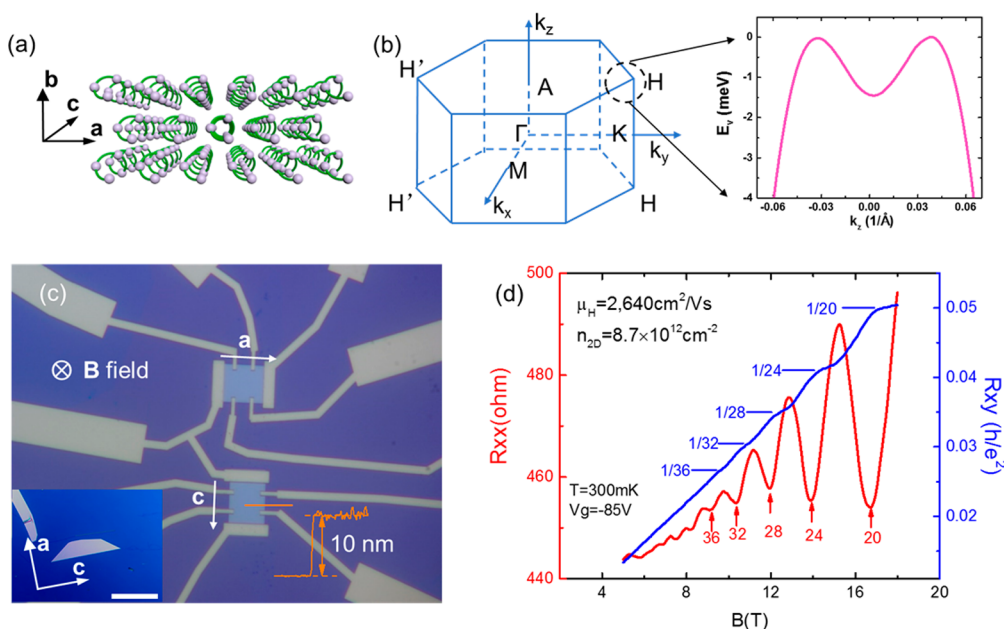 (a)
b
c
a
(b)
k_z
H'
A
H
Γ
K
k_y
M
H'
H
k_x
E_v (meV)
0
-1
-2
-3
-4
-0.06 -0.03 0.00 0.03 0.06
k_z (1/Å)
(c)
a
⊗ B field
c
10 nm
a
c
(d)
500
480
460
440
Rxx(ohm)
μ_H=2,640cm²/Vs
n_2D=8.7×10¹²cm⁻²
1/20
1/24
1/28
1/32
1/36
T=300mK
Vg=-85V
36 32 28 24 20
0.05
0.04
0.03
0.02
Rxy (h/e²)
4 8 12 16 20
B(T)